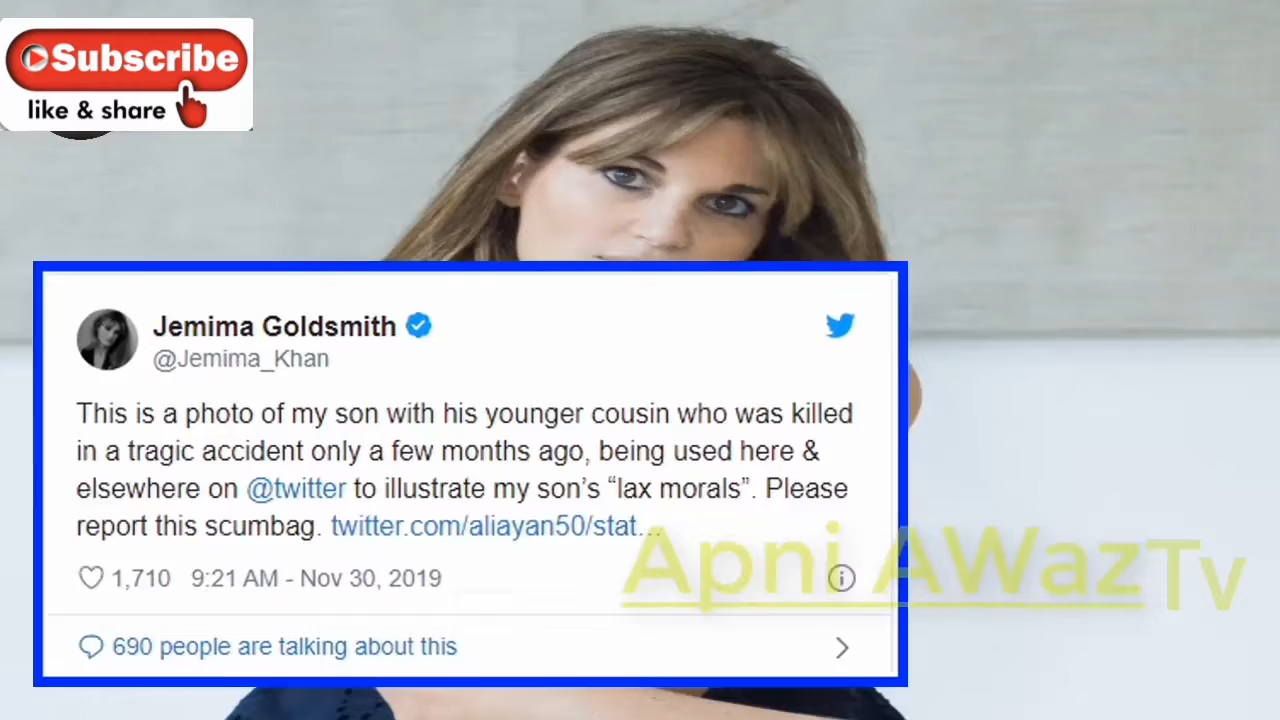 Subscribe
like & share
Jemima Goldsmith
@Jemima_Khan
This is a photo of my son with his younger cousin who was killed
in a tragic accident only a few months ago, being used here &
elsewhere on @twitter to illustrate my son's “lax morals”. Please
report this scumbag. twitter.com/aliayan50/stat…
1,710 9:21 AM - Nov 30, 2019
690 people are talking about this
Apni AWaz Tv